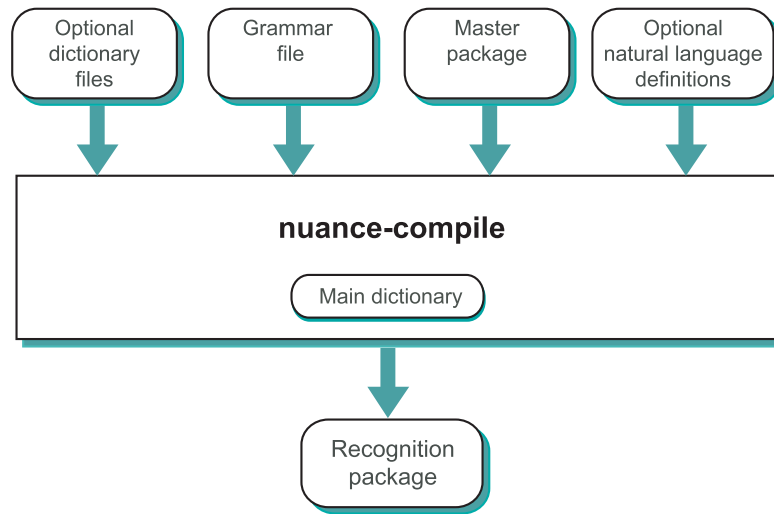 Optional
dictionary
files
Grammar
file
Master
package
Optional
natural language
definitions
nuance-compile
Main dictionary
Recognition
package